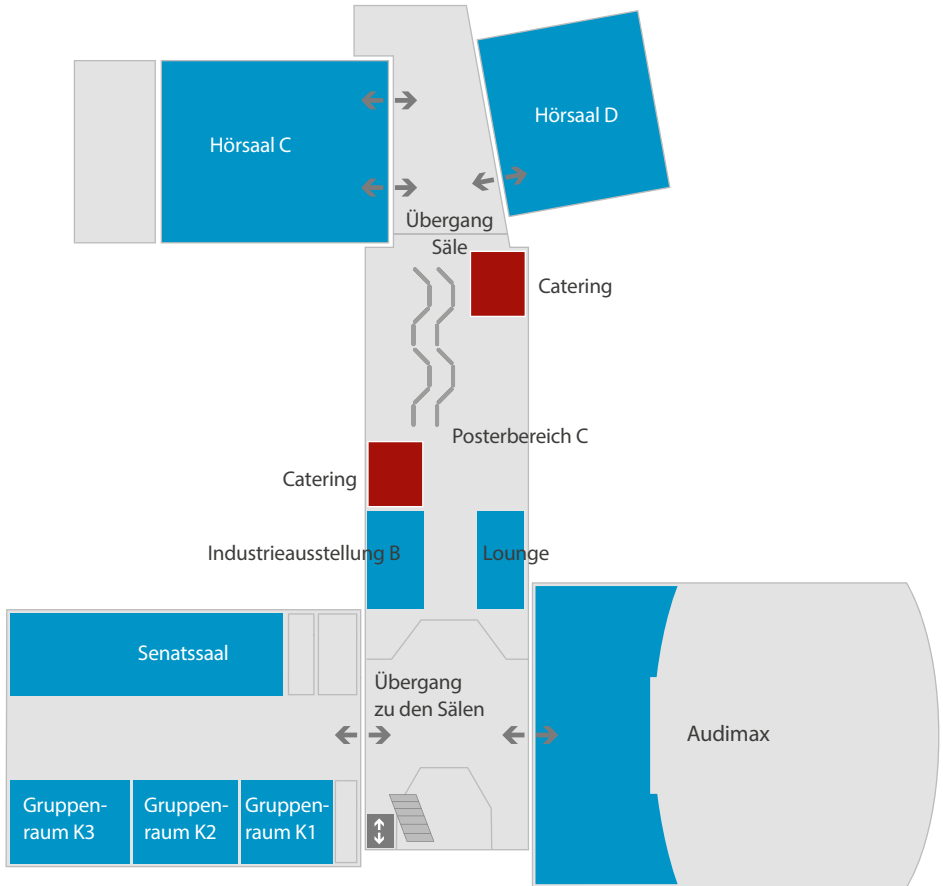 Hörsaal C
Hörsaal D
Übergang
Säle
Catering
Posterbereich C
Catering
Industrieausstellung B
Lounge
Senatssaal
Übergang
zu den Sälen
Audimax
Gruppen-
raum K3
Gruppen-
raum K2
Gruppen-
raum K1